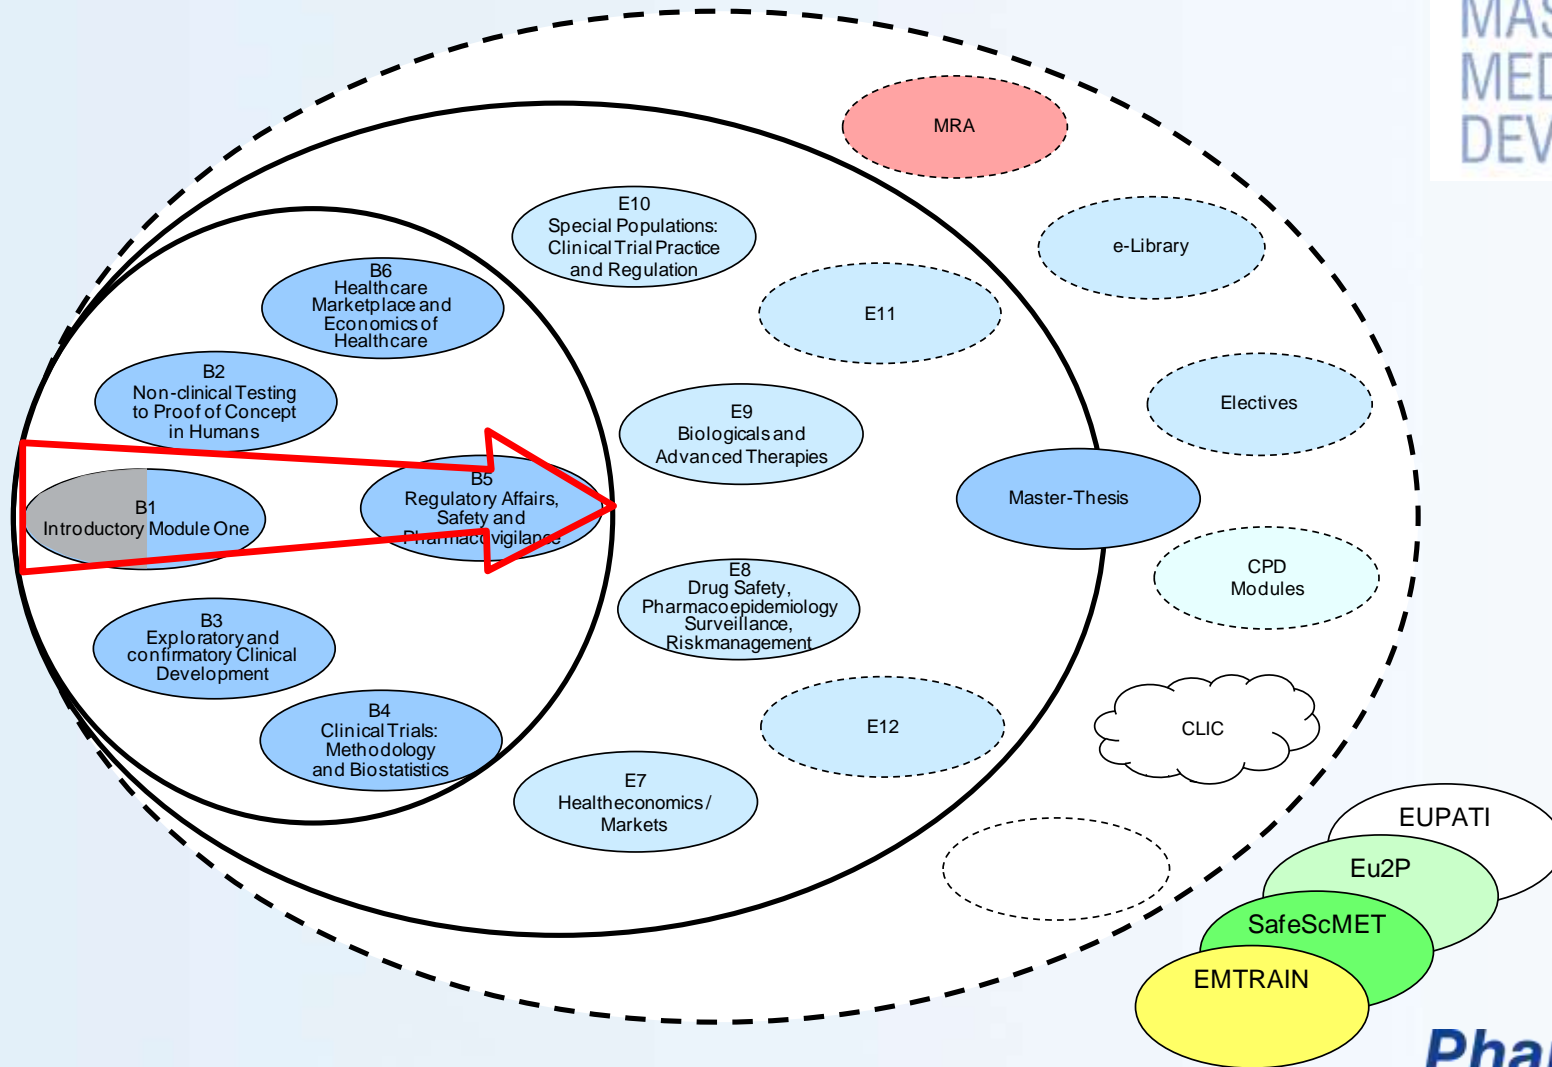 MRA
E10
Special Populations:
Clinical Trial Practice
and Regulation
e-Library
B6
Healthcare
Marketplace and
Economics of
Healthcare
E11
B2
Non-clinical Testing
to Proof of Concept
in Humans
E9
Biologicals and
Advanced Therapies
Electives
B5
Regulatory Affairs,
Safety and
Pharmacovigilance
B1
Introductory Module One
Master-Thesis
CPD
Modules
E8
Drug Safety,
Pharmacoepidemiology
Surveillance,
Riskmanagement
B3
Exploratory and
confirmatory Clinical
Development
B4
Clinical Trials:
Methodology
and Biostatistics
E12
CLIC
E7
Healtheconomics /
Markets
EUPATI
Eu2P
SafeScMET
EMTRAIN